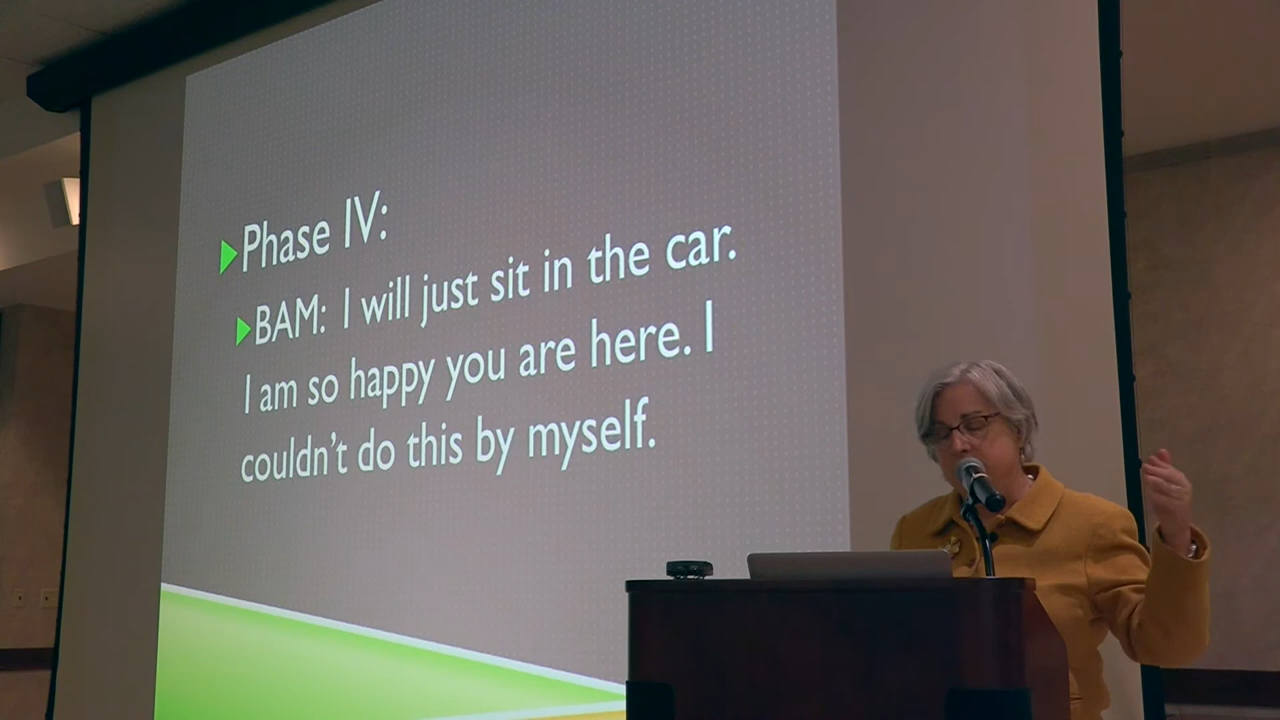 Phase IV:
BAM: I will just sit in the car.
I am so happy you are here. I
couldn't do this by myself.